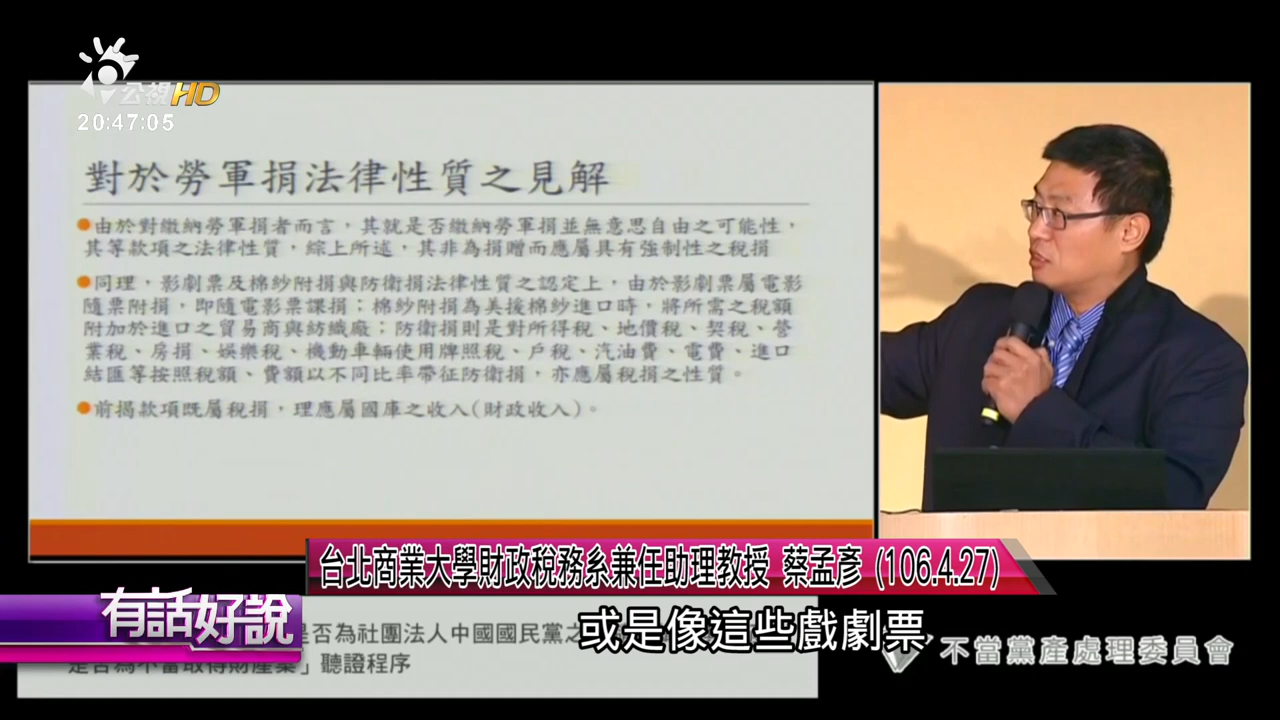 公視HD
20:47:05
對於勞軍捐法律性質之見解
●由於對繳納勞軍捐者而言，其就是否繳納勞軍捐並無意思自由之可能性，
其等款項之法律性質，綜上所述，其非為捐贈而應屬具有強制性之稅捐
●同理，影劇票及棉紗附捐與防衛捐法律性質之認定上，由於影劇票屬電影
隨票附捐，即隨電影票課捐；棉紗附捐為美援棉紗進口時，將所需之稅額
附加於進口之貿易商與紡織廠；防衛捐則是對所得稅、地價稅、契稅、營
業稅、房捐、娛樂稅、機動車輛使用牌照稅、戶稅、汽油費、電費、進口
結匯等按照稅額、費額以不同比率帶征防衛捐，亦應屬稅捐之性質。
●前揭款項既屬稅捐，理應屬國庫之收入(財政收入)。
台北商業大學財政稅務系兼任助理教授 蔡孟彥 (106.4.27)
有話好說
是否為社團法人中國國民黨之
或是像這些戲劇票
是否為不當取得財產案」聽證程序
不當黨產處理委員會